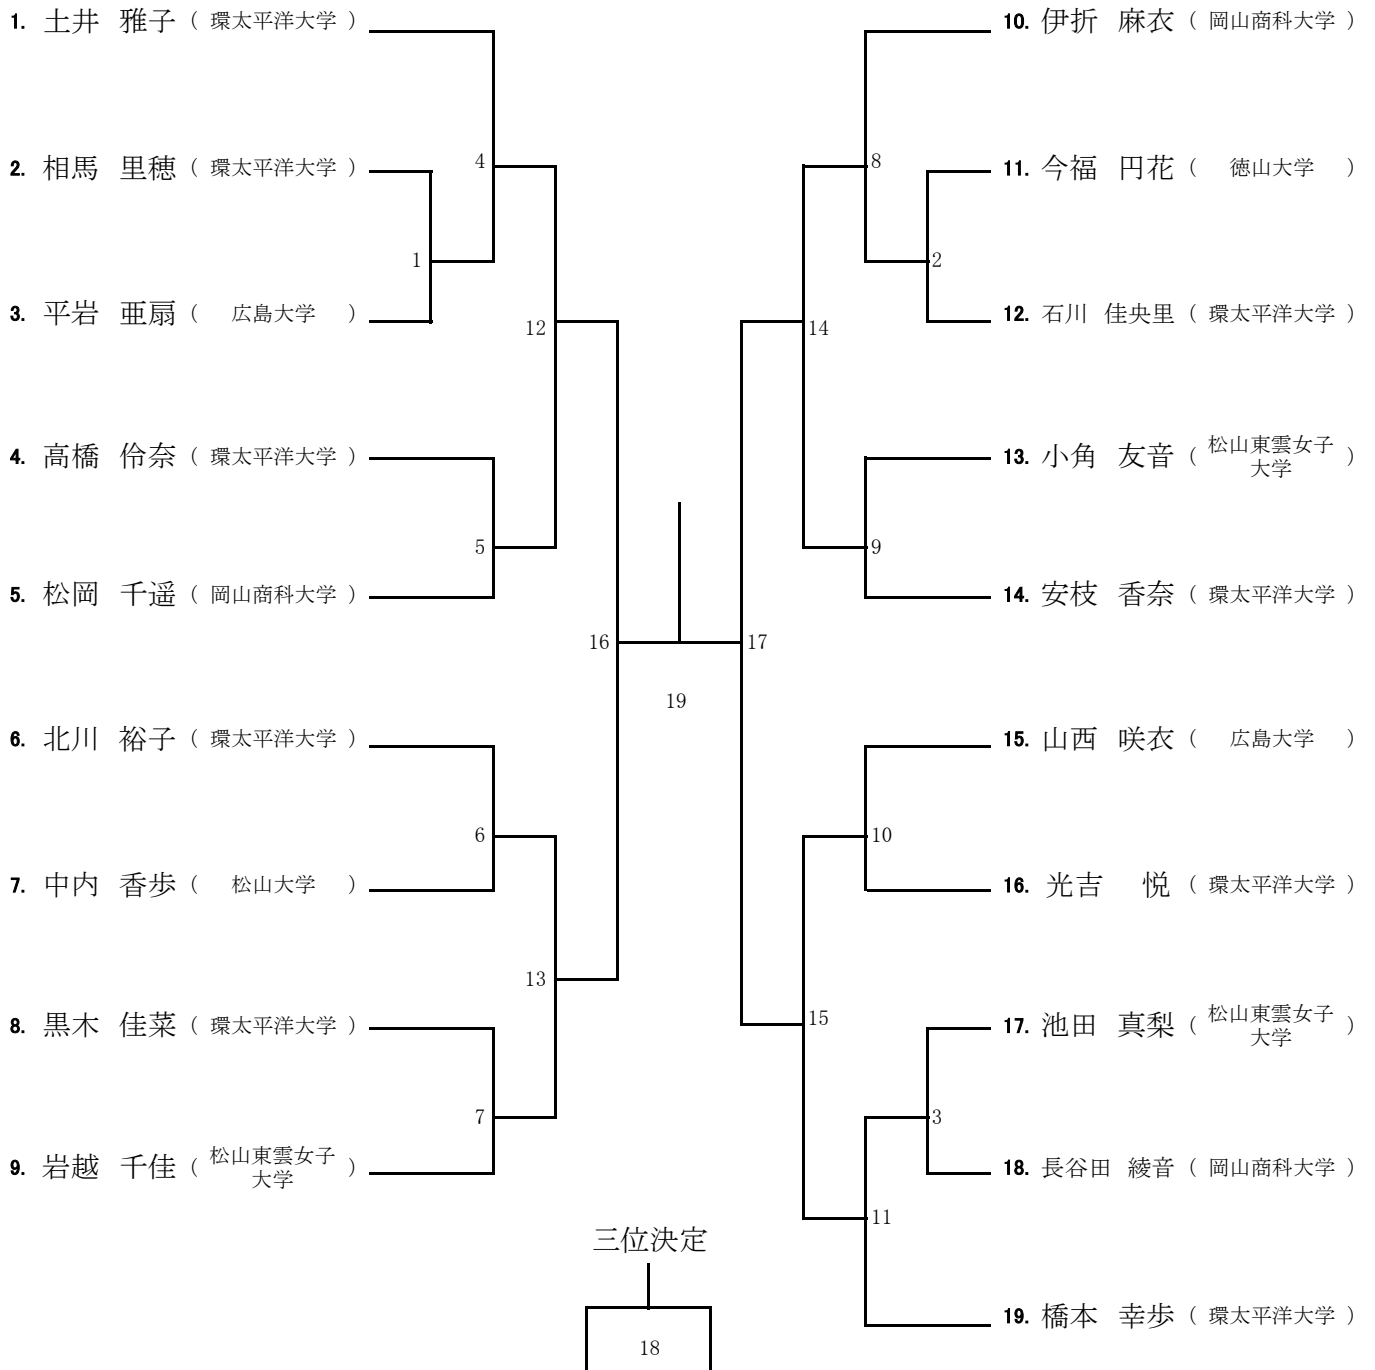 1. 土井 雅子 ( 環太平洋大学 )
2. 相馬 里穂 ( 環太平洋大学 )
3. 平岩 亜扇 ( 広島大学 )
4. 高橋 伶奈 ( 環太平洋大学 )
5. 松岡 千遥 ( 岡山商科大学 )
6. 北川 裕子 ( 環太平洋大学 )
7. 中内 香歩 ( 松山大学 )
8. 黒木 佳菜 ( 環太平洋大学 )
9. 岩越 千佳 ( 松山東雲女子
大学 )
4
1
12
5
16
6
13
7
19
三位決定
18
17
8
2
14
9
10
15
3
11
10. 伊折 麻衣 ( 岡山商科大学 )
11. 今福 円花 ( 徳山大学 )
12. 石川 佳央里 ( 環太平洋大学 )
13. 小角 友音 ( 松山東雲女子
大学 )
14. 安枝 香奈 ( 環太平洋大学 )
15. 山西 咲衣 ( 広島大学 )
16. 光吉 悦 ( 環太平洋大学 )
17. 池田 真梨 ( 松山東雲女子
大学 )
18. 長谷田 綾音 ( 岡山商科大学 )
19. 橋本 幸歩 ( 環太平洋大学 )